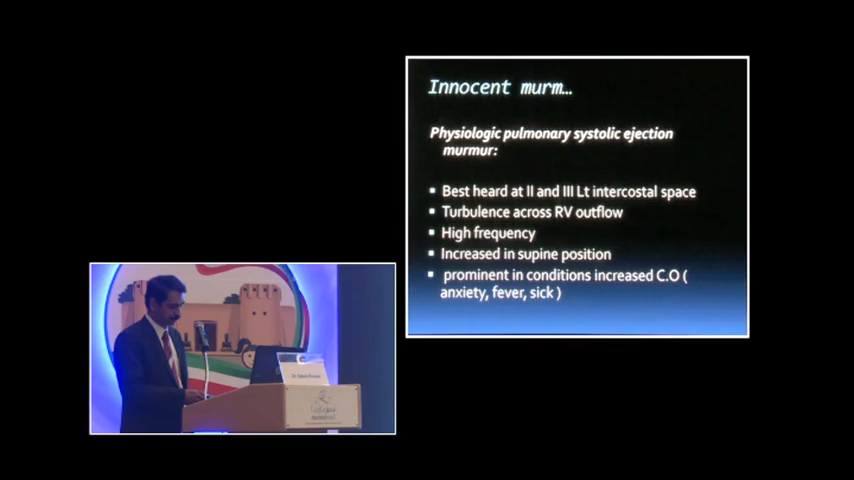 Innocent murm…
Physiologic pulmonary systolic ejection
murmur:
▪ Best heard at II and III Lt intercostal space
▪ Turbulence across RV outflow
▪ High frequency
▪ Increased in supine position
▪ prominent in conditions increased C.O (
anxiety, fever, sick )